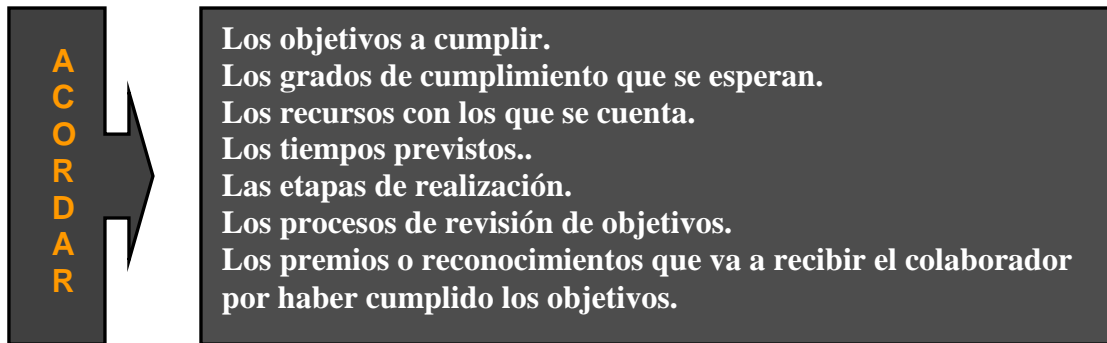 ACORDAR
Los objetivos a cumplir.
Los grados de cumplimiento que se esperan.
Los recursos con los que se cuenta.
Los tiempos previstos..
Las etapas de realización.
Los procesos de revisión de objetivos.
Los premios o reconocimientos que va a recibir el colaborador
por haber cumplido los objetivos.